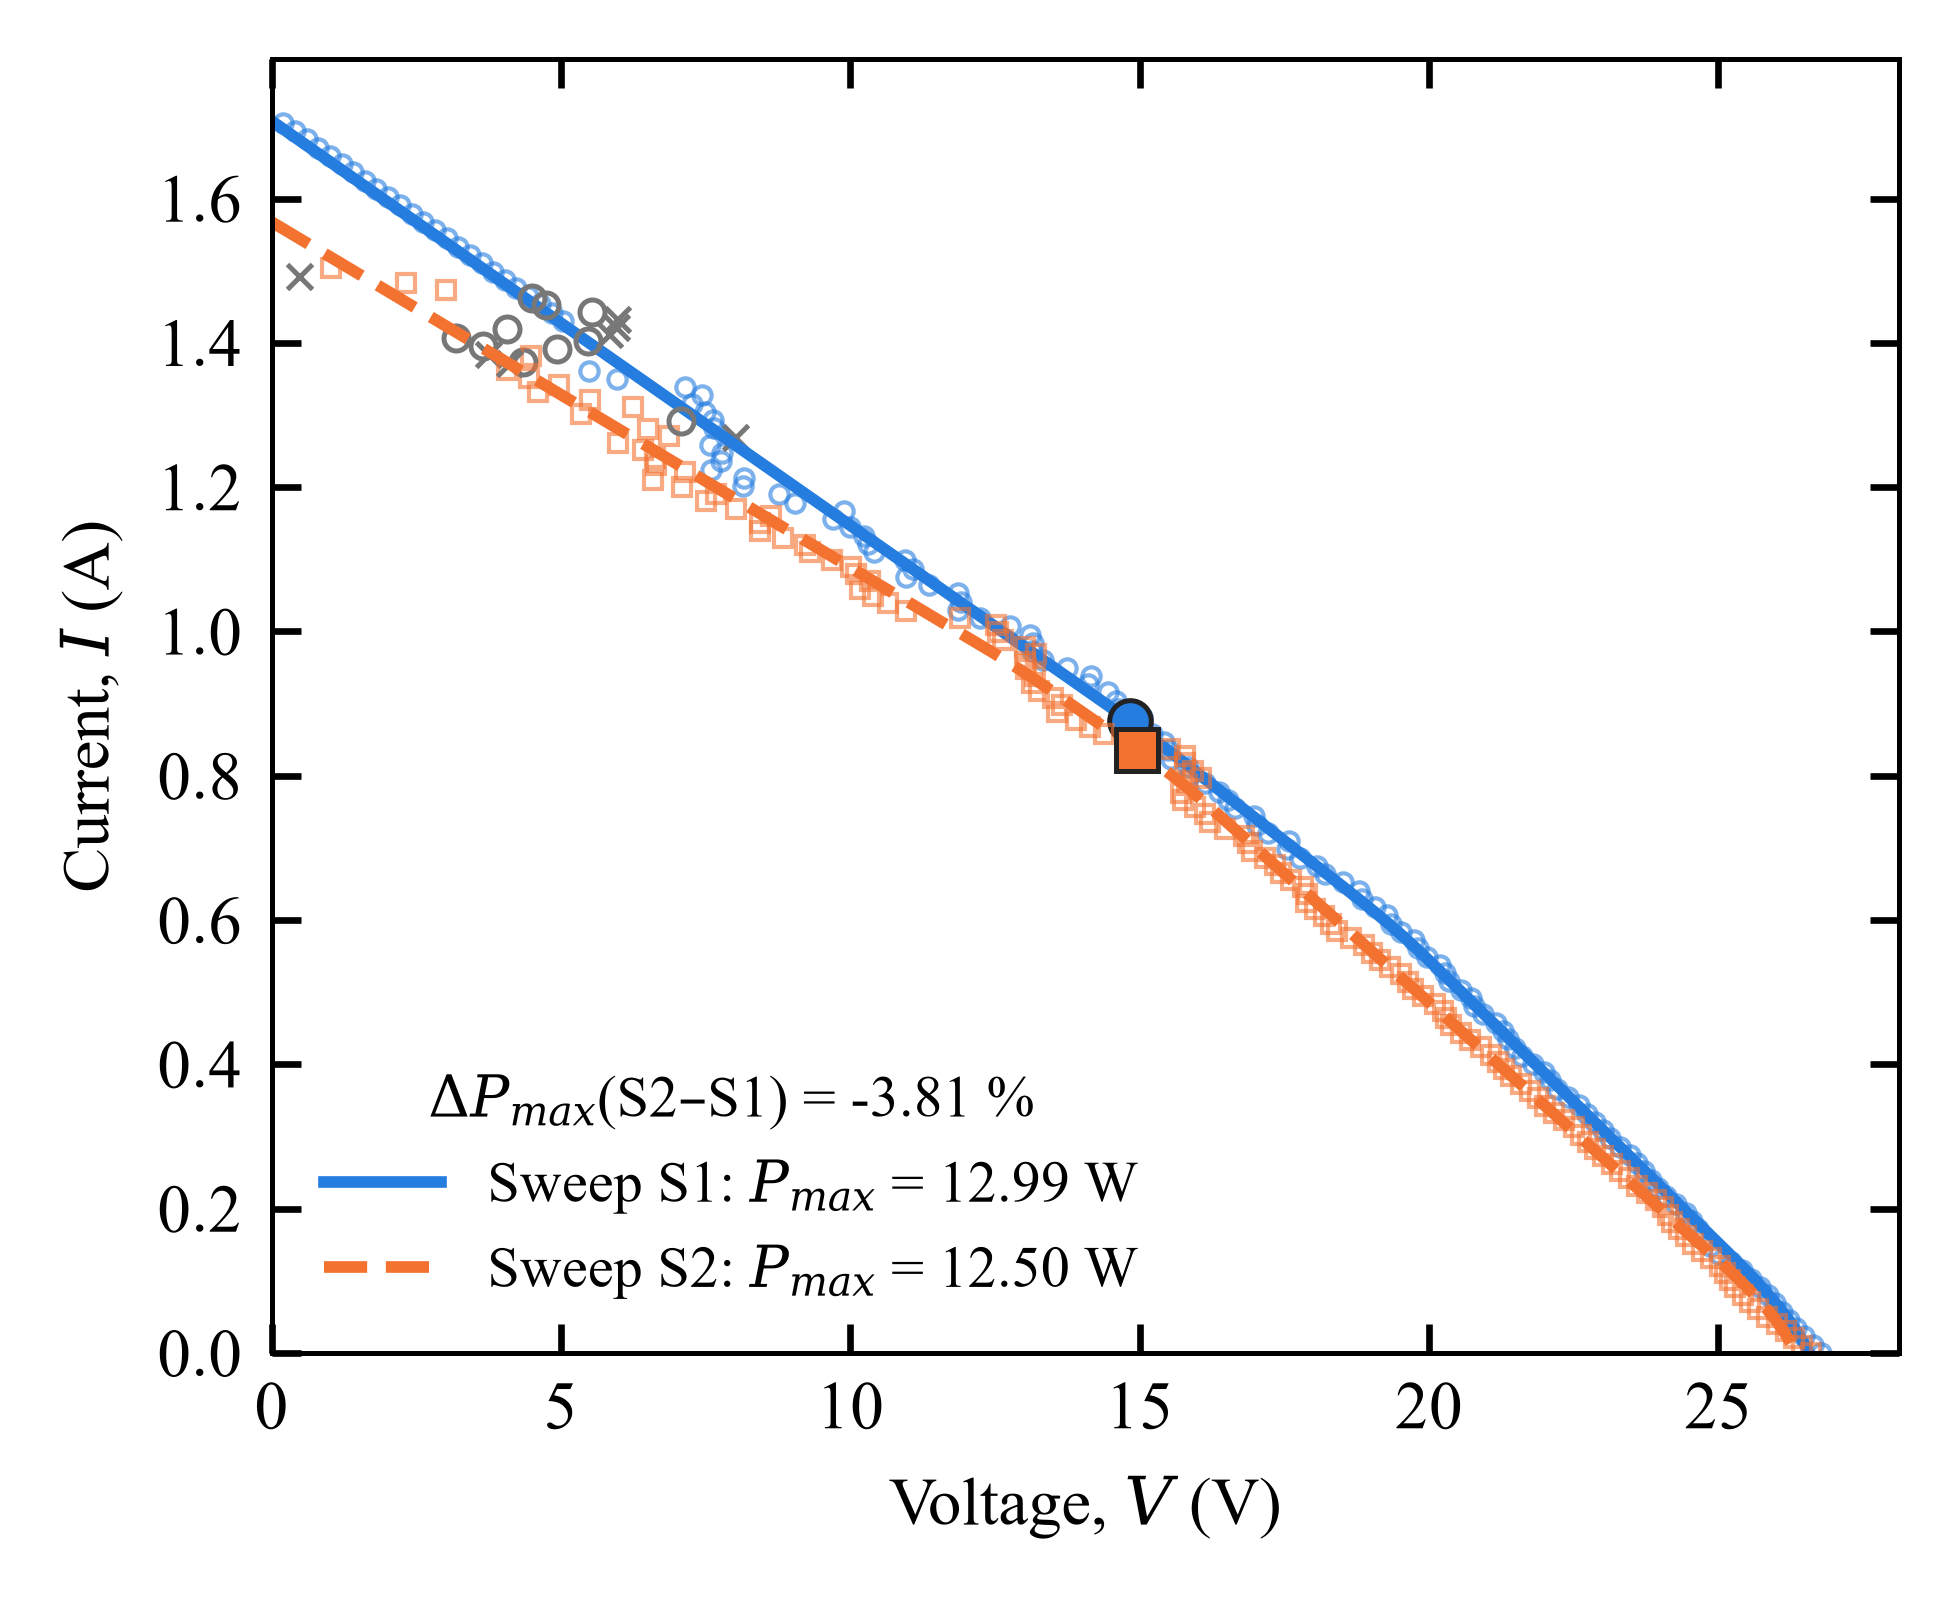 1.6
1.4
1.2
1.0
0.8
0.6
0.4
0.2
0.0
Current, I (A)
ΔPmax(S2−S1) = -3.81 %
Sweep S1: Pmax = 12.99 W
Sweep S2: Pmax = 12.50 W
0 5 10 15 20 25
Voltage, V (V)